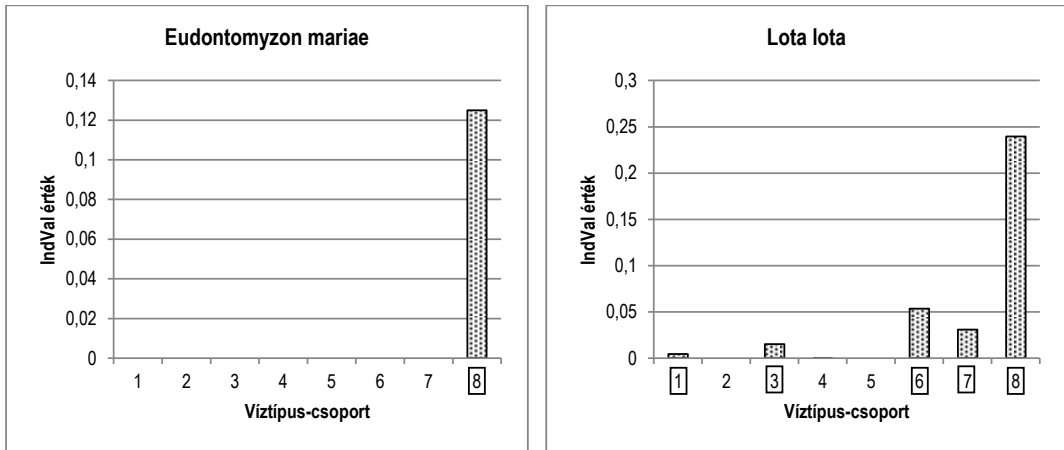 Eudontomyzon mariae
0,14
0,12
0,1
0,08
0,06
0,04
0,02
0
IndVal érték
1 2 3 4 5 6 7 8
Víztípus-csoport
Lota lota
0,3
0,25
0,2
0,15
0,1
0,05
0
IndVal érték
1 2 3 4 5 6 7 8
Víztípus-csoport